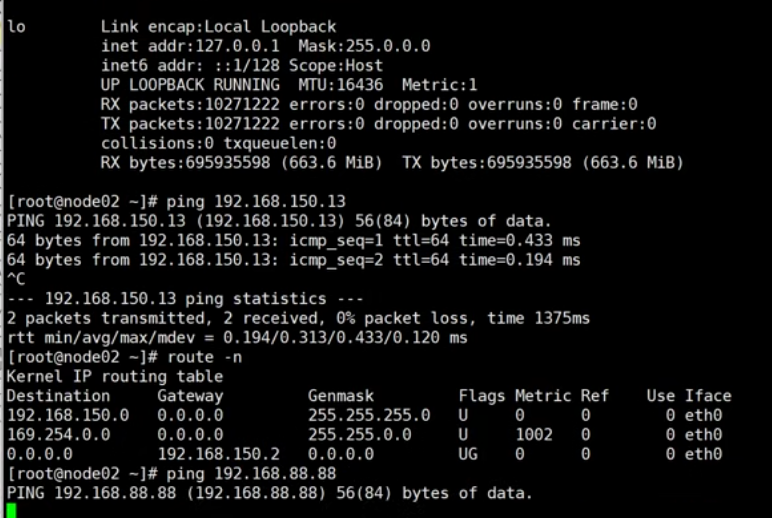 lo        Link encap:Local Loopback
          inet addr:127.0.0.1  Mask:255.0.0.0
          inet6 addr: ::1/128 Scope:Host
          UP LOOPBACK RUNNING  MTU:16436  Metric:1
          RX packets:10271222 errors:0 dropped:0 overruns:0 frame:0
          TX packets:10271222 errors:0 dropped:0 overruns:0 carrier:0
          collisions:0 txqueuelen:0
          RX bytes:695935598 (663.6 MiB)  TX bytes:695935598 (663.6 MiB)
[root@node02 ~]# ping 192.168.150.13
PING 192.168.150.13 (192.168.150.13) 56(84) bytes of data.
64 bytes from 192.168.150.13: icmp_seq=1 ttl=64 time=0.433 ms
64 bytes from 192.168.150.13: icmp_seq=2 ttl=64 time=0.194 ms
^C
--- 192.168.150.13 ping statistics ---
2 packets transmitted, 2 received, 0% packet loss, time 1375ms
rtt min/avg/max/mdev = 0.194/0.313/0.433/0.120 ms
[root@node02 ~]# route -n
Kernel IP routing table
Destination     Gateway         Genmask         Flags Metric Ref    Use Iface
192.168.150.0   0.0.0.0         255.255.255.0   U     0      0        0 eth0
169.254.0.0     0.0.0.0         255.255.0.0     U     1002   0        0 eth0
0.0.0.0         192.168.150.2   0.0.0.0         UG    0      0        0 eth0
[root@node02 ~]# ping 192.168.88.88
PING 192.168.88.88 (192.168.88.88) 56(84) bytes of data.